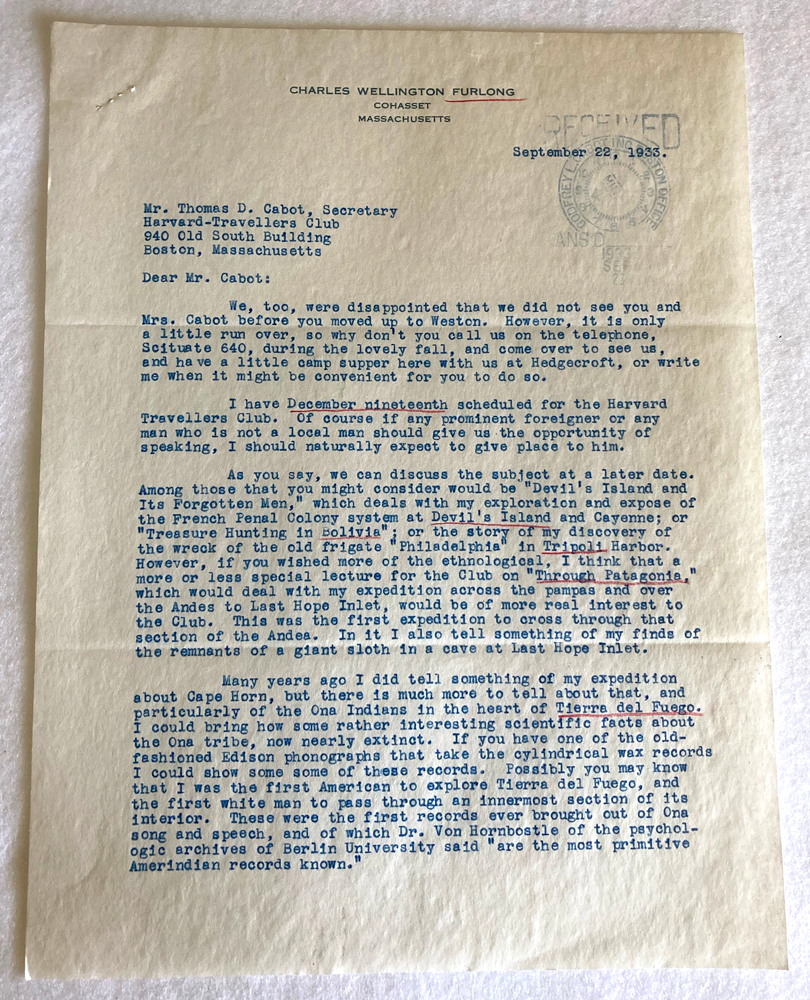 CHARLES WELLINGTON FURLONG
COHASSET
MASSACHUSETTS
RECEIVED
September 22, 1933.
GODFREY L. CABOT INC. BOSTON OFFICE
ANS'D
1933
SEP
22
Mr. Thomas D. Cabot, Secretary
Harvard-Travellers Club
940 Old South Building
Boston, Massachusetts
Dear Mr. Cabot:
We, too, were disappointed that we did not see you and
Mrs. Cabot before you moved up to Weston. However, it is only
a little run over, so why don't you call us on the telephone,
Scituate 640, during the lovely fall, and come over to see us,
and have a little camp supper here with us at Hedgecroft, or write
me when it might be convenient for you to do so.
I have December nineteenth scheduled for the Harvard
Travellers Club. Of course if any prominent foreigner or any
man who is not a local man should give us the opportunity of
speaking, I should naturally expect to give place to him.
As you say, we can discuss the subject at a later date.
Among those that you might consider would be "Devil's Island and
Its Forgotten Men," which deals with my exploration and expose of
the French Penal Colony system at Devil's Island and Cayenne; or
"Treasure Hunting in Bolivia"; or the story of my discovery of
the wreck of the old frigate "Philadelphia" in Tripoli Harbor.
However, if you wished more of the ethnological, I think that a
more or less special lecture for the Club on "Through Patagonia,"
which would deal with my expedition across the pampas and over
the Andes to Last Hope Inlet, would be of more real interest to
the Club. This was the first expedition to cross through that
section of the Andea. In it I also tell something of my finds of
the remnants of a giant sloth in a cave at Last Hope Inlet.
Many years ago I did tell something of my expedition
about Cape Horn, but there is much more to tell about that, and
particularly of the Ona Indians in the heart of Tierra del Fuego.
I could bring how some rather interesting scientific facts about
the Ona tribe, now nearly extinct. If you have one of the old-
fashioned Edison phonographs that take the cylindrical wax records
I could show some some of these records. Possibly you may know
that I was the first American to explore Tierra del Fuego, and
the first white man to pass through an innermost section of its
interior. These were the first records ever brought out of Ona
song and speech, and of which Dr. Von Hornbostle of the psychol-
ogic archives of Berlin University said "are the most primitive
Amerindian records known."